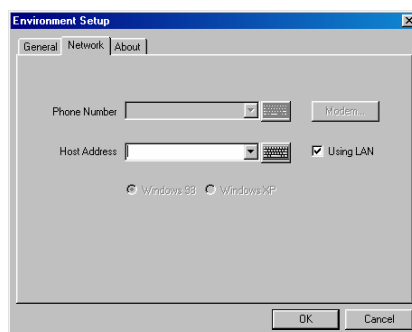 Environment Setup
General Network About
Phone Number Modem...
Host Address Using LAN
Windows 98 Windows XP
OK Cancel